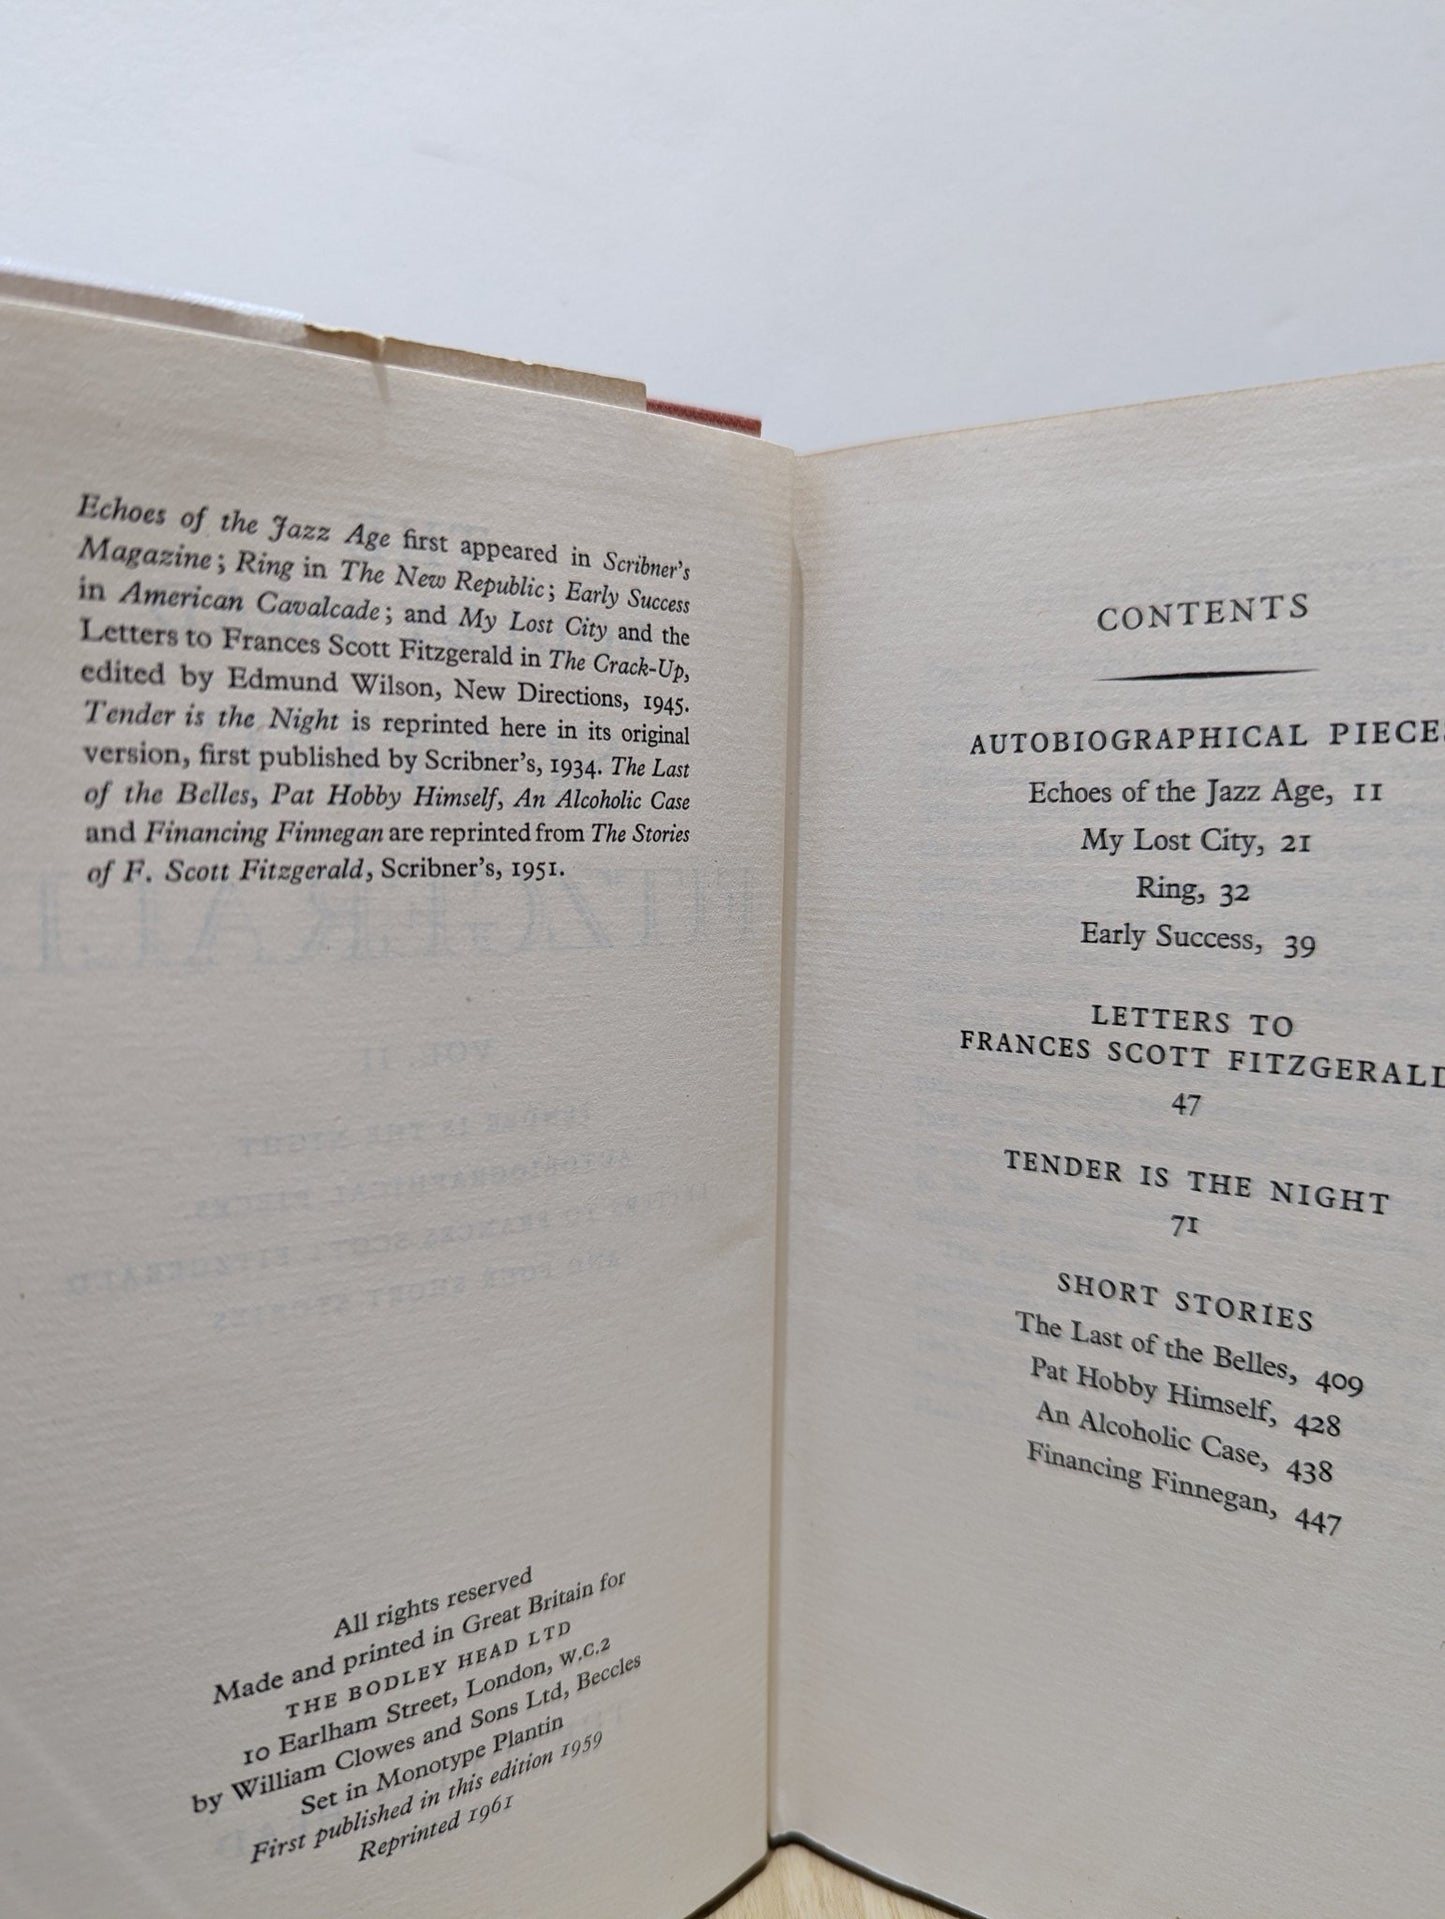 Echoes of the Jazz Age first appeared in Scribner's
Magazine; Ring in The New Republic; Early Success
in American Cavalcade; and My Lost City and the
Letters to Frances Scott Fitzgerald in The Crack-Up,
edited by Edmund Wilson, New Directions, 1945.
Tender is the Night is reprinted here in its original
version, first published by Scribner's, 1934. The Last
of the Belles, Pat Hobby Himself, An Alcoholic Case
and Financing Finnegan are reprinted from The Stories
of F. Scott Fitzgerald, Scribner's, 1951.
All rights reserved
Made and printed in Great Britain for
THE BODLEY HEAD LTD
10 Earlham Street, London, W.C.2
by William Clowes and Sons Ltd, Beccles
Set in Monotype Plantin
First published in this edition 1959
Reprinted 1961
CONTENTS
AUTOBIOGRAPHICAL PIECES
Echoes of the Jazz Age, 11
My Lost City, 21
Ring, 32
Early Success, 39
LETTERS TO
FRANCES SCOTT FITZGERALD
47
TENDER IS THE NIGHT
71
SHORT STORIES
The Last of the Belles, 409
Pat Hobby Himself, 428
An Alcoholic Case, 438
Financing Finnegan, 447